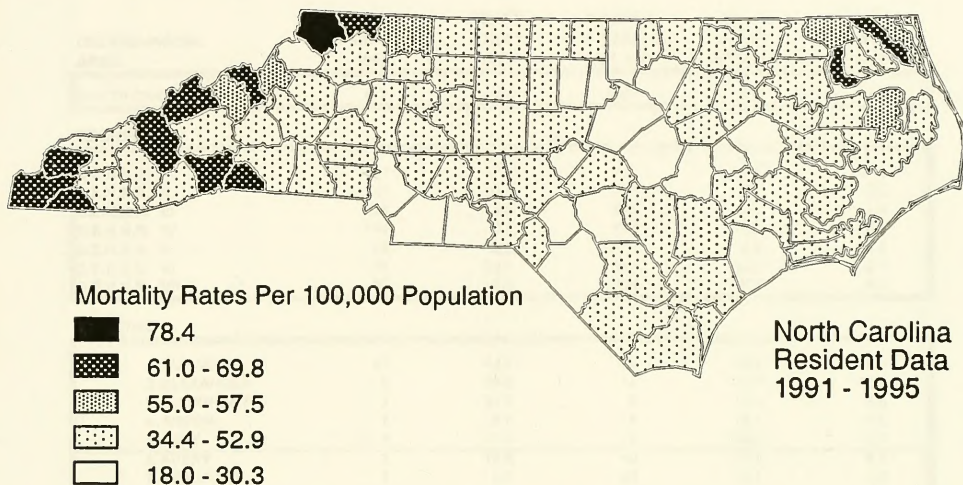 Mortality Rates Per 100,000 Population
78.4
61.0 - 69.8
55.0 - 57.5
34.4 - 52.9
18.0 - 30.3
North Carolina
Resident Data
1991 - 1995